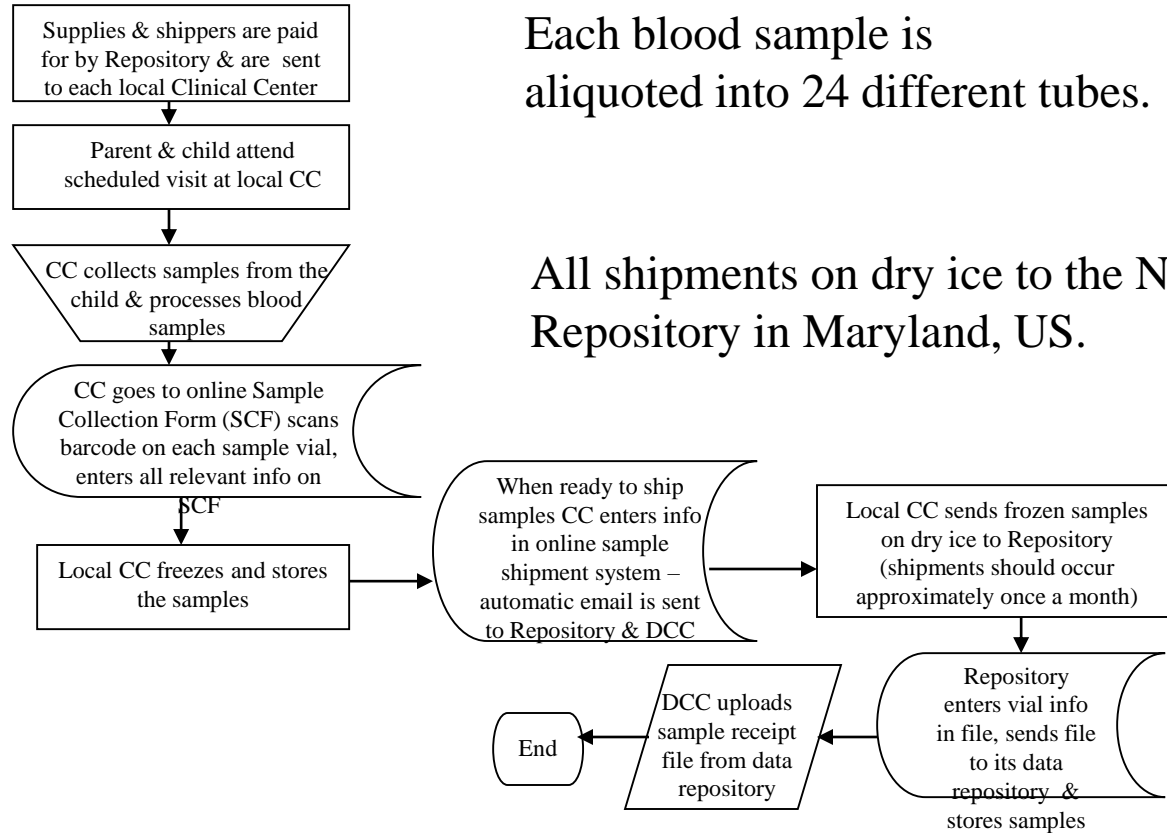 Supplies & shippers are paid
for by Repository & are sent
to each local Clinical Center
Each blood sample is
aliquoted into 24 different tubes.
Parent & child attend
scheduled visit at local CC
CC collects samples from the
child & processes blood
samples
All shipments on dry ice to the N
Repository in Maryland, US.
CC goes to online Sample
Collection Form (SCF) scans
barcode on each sample vial,
enters all relevant info on
SCF
Local CC freezes and stores
the samples
When ready to ship
samples CC enters info
in online sample
shipment system –
automatic email is sent
to Repository & DCC
Local CC sends frozen samples
on dry ice to Repository
(shipments should occur
approximately once a month)
Repository
enters vial info
in file, sends file
to its data
repository &
stores samples
DCC uploads
sample receipt
file from data
repository
End